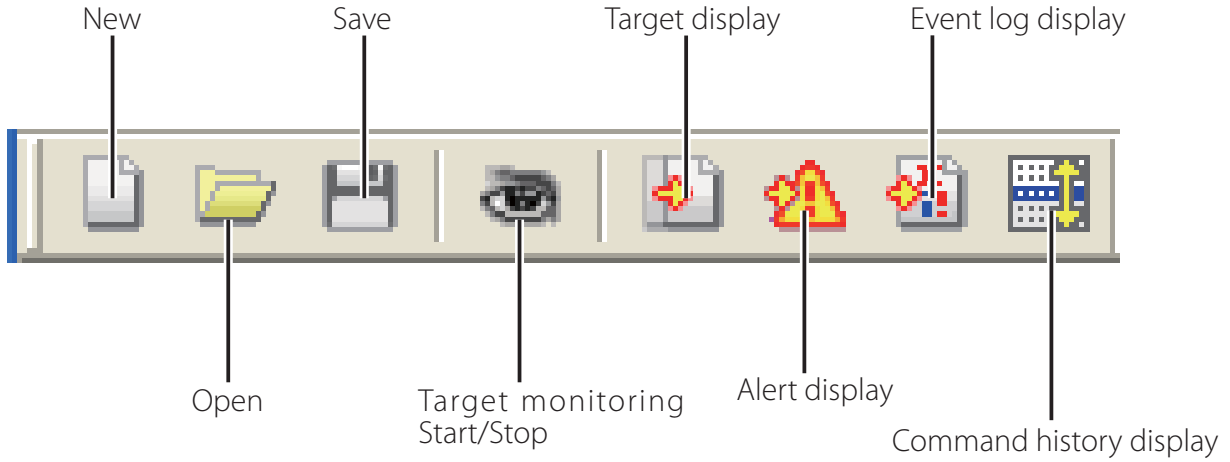 New
Save
Target display
Event log display
Open
Target monitoring
Start/Stop
Alert display
Command history display